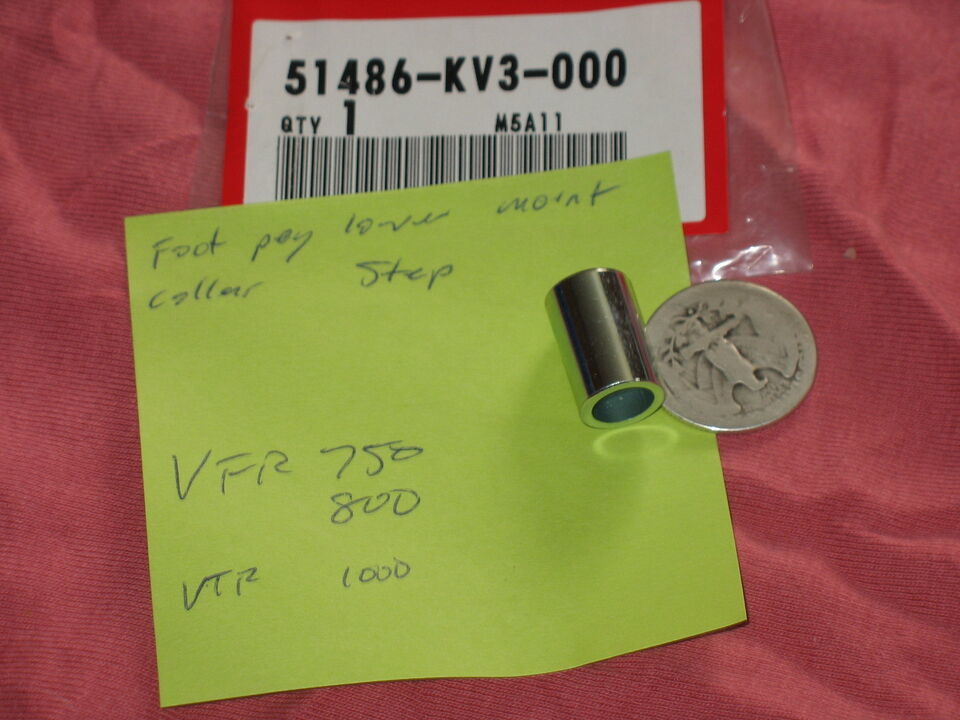 51486-KV3-000
QTY 1 M5A11
Foot peg lower mount
collar Step
VFR 750
800
VTR 1000